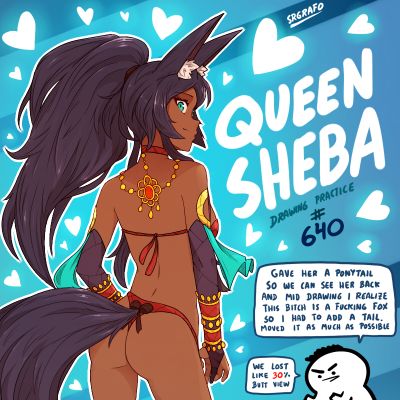 SRGRAFO
QUEEN
SHEBA
DRAWING PRACTICE
#
640
GAVE HER A PONYTAIL
SO WE CAN SEE HER BACK
AND MID DRAWING I REALIZE
THIS BITCH IS A FUCKING FOX
SO I HAD TO ADD A TAIL.
MOVED IT AS MUCH AS POSSIBLE
WE LOST
LIKE 30%
BUTT VIEW